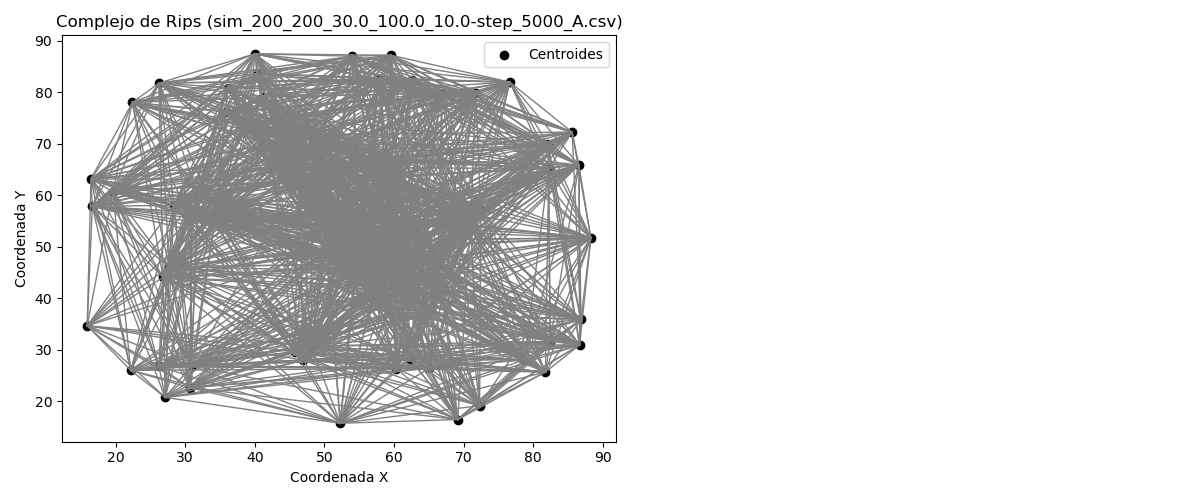 Complejo de Rips (sim_200_200_30.0_100.0_10.0-step_5000_A.csv)
Centroides
Coordenada Y
90
80
70
60
50
40
30
20
20 30 40 50 60 70 80 90
Coordenada X